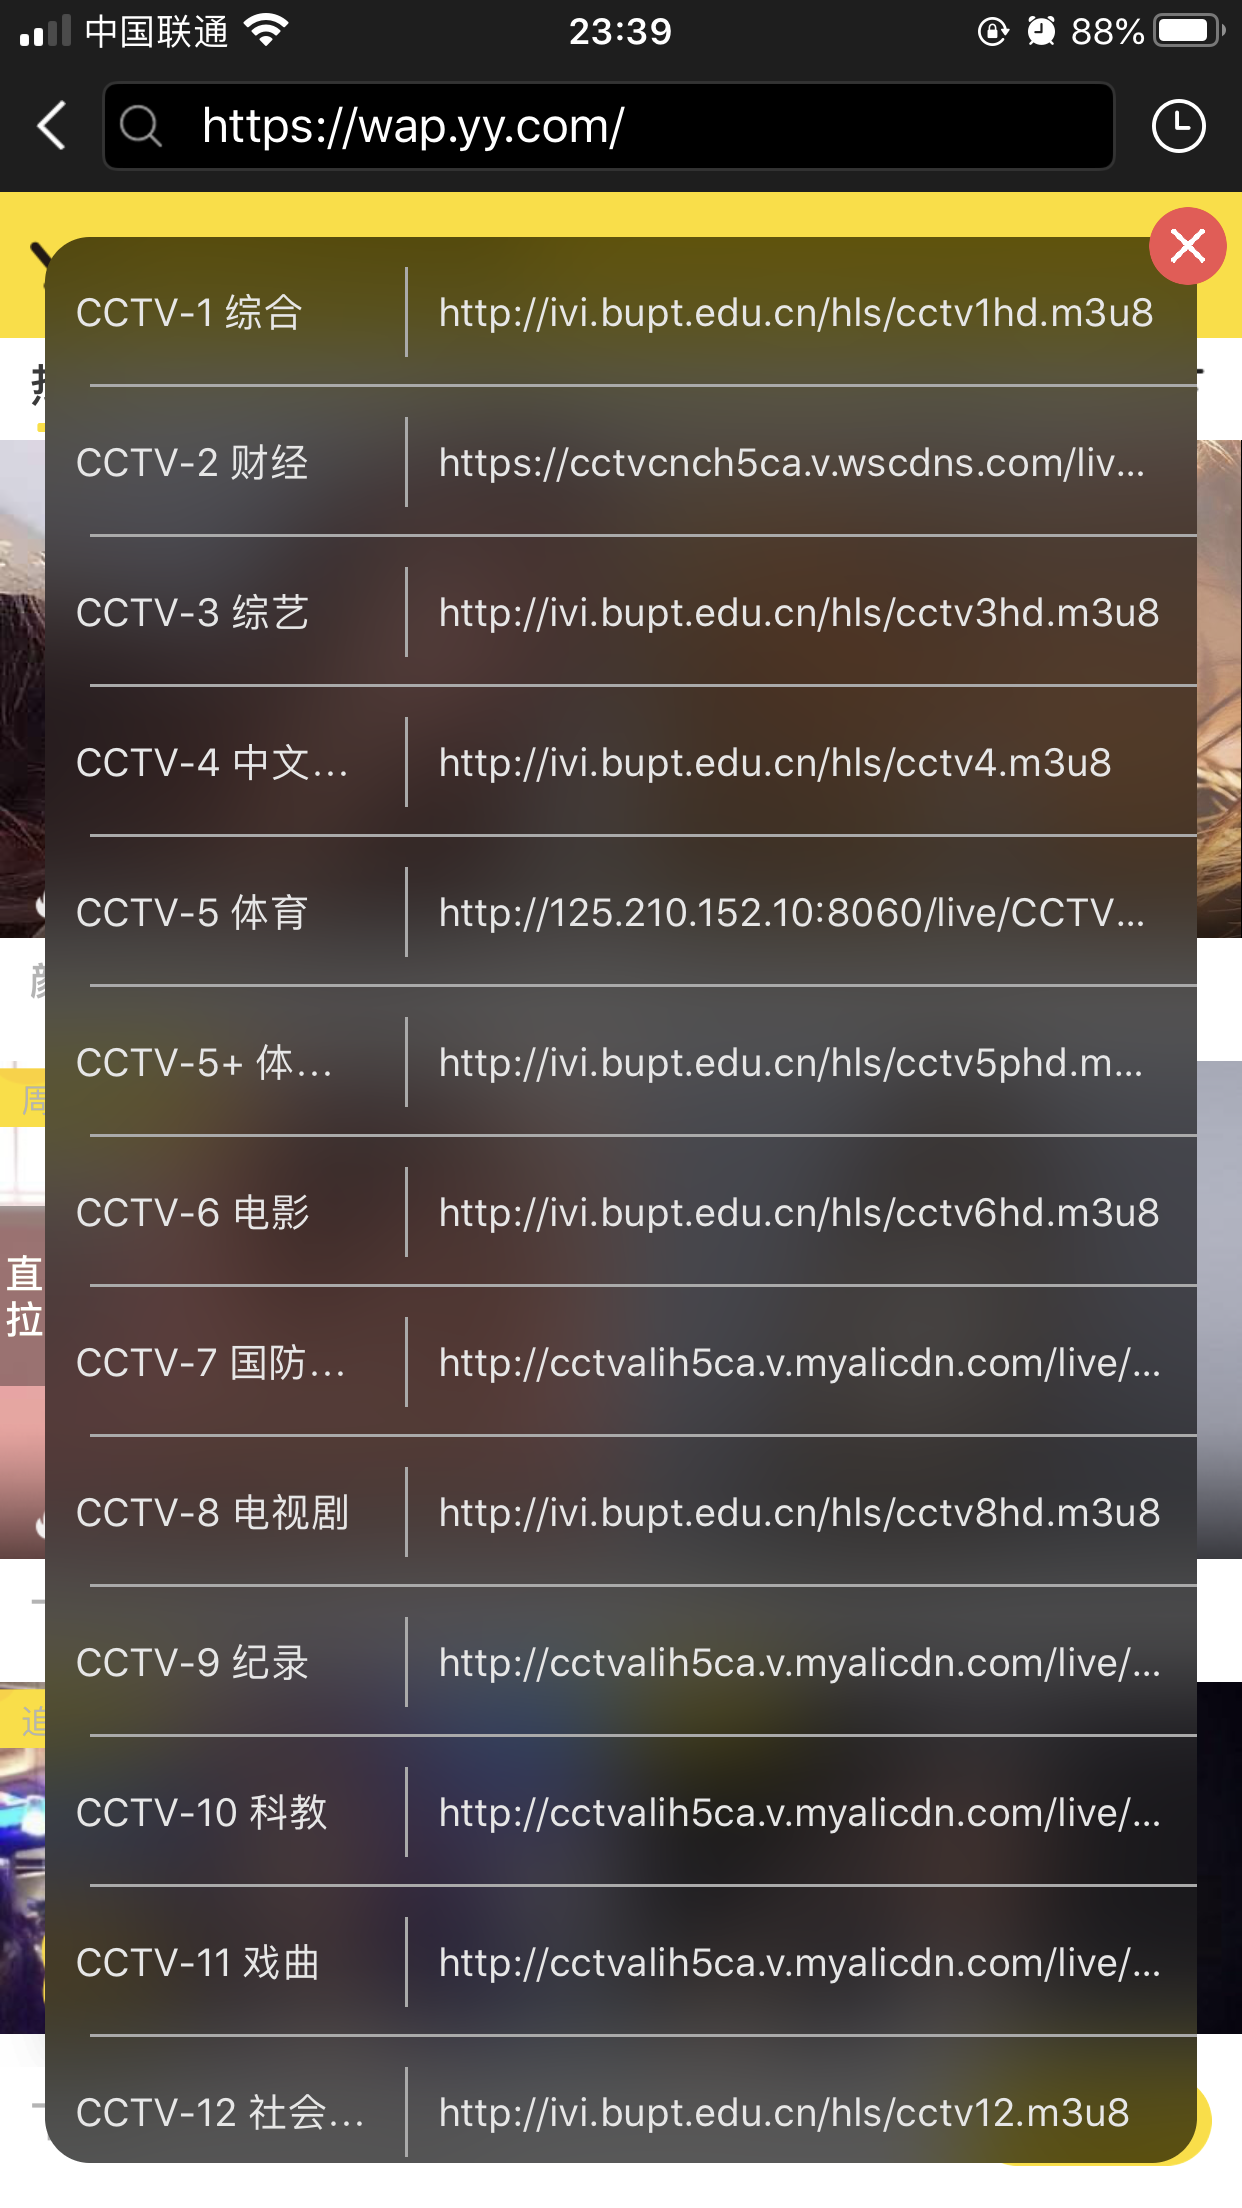 中国联通
23:39
88%
https://wap.yy.com/
CCTV-1 综合
http://ivi.bupt.edu.cn/hls/cctv1hd.m3u8
CCTV-2 财经
https://cctvcnch5ca.v.wscdns.com/liv...
CCTV-3 综艺
http://ivi.bupt.edu.cn/hls/cctv3hd.m3u8
CCTV-4 中文...
http://ivi.bupt.edu.cn/hls/cctv4.m3u8
CCTV-5 体育
http://125.210.152.10:8060/live/CCTV...
CCTV-5+ 体...
http://ivi.bupt.edu.cn/hls/cctv5phd.m...
周
CCTV-6 电影
http://ivi.bupt.edu.cn/hls/cctv6hd.m3u8
直
拉
CCTV-7 国防...
http://cctvalih5ca.v.myalicdn.com/live/...
CCTV-8 电视剧
http://ivi.bupt.edu.cn/hls/cctv8hd.m3u8
CCTV-9 纪录
http://cctvalih5ca.v.myalicdn.com/live/...
追
CCTV-10 科教
http://cctvalih5ca.v.myalicdn.com/live/...
CCTV-11 戏曲
http://cctvalih5ca.v.myalicdn.com/live/...
CCTV-12 社会...
http://ivi.bupt.edu.cn/hls/cctv12.m3u8